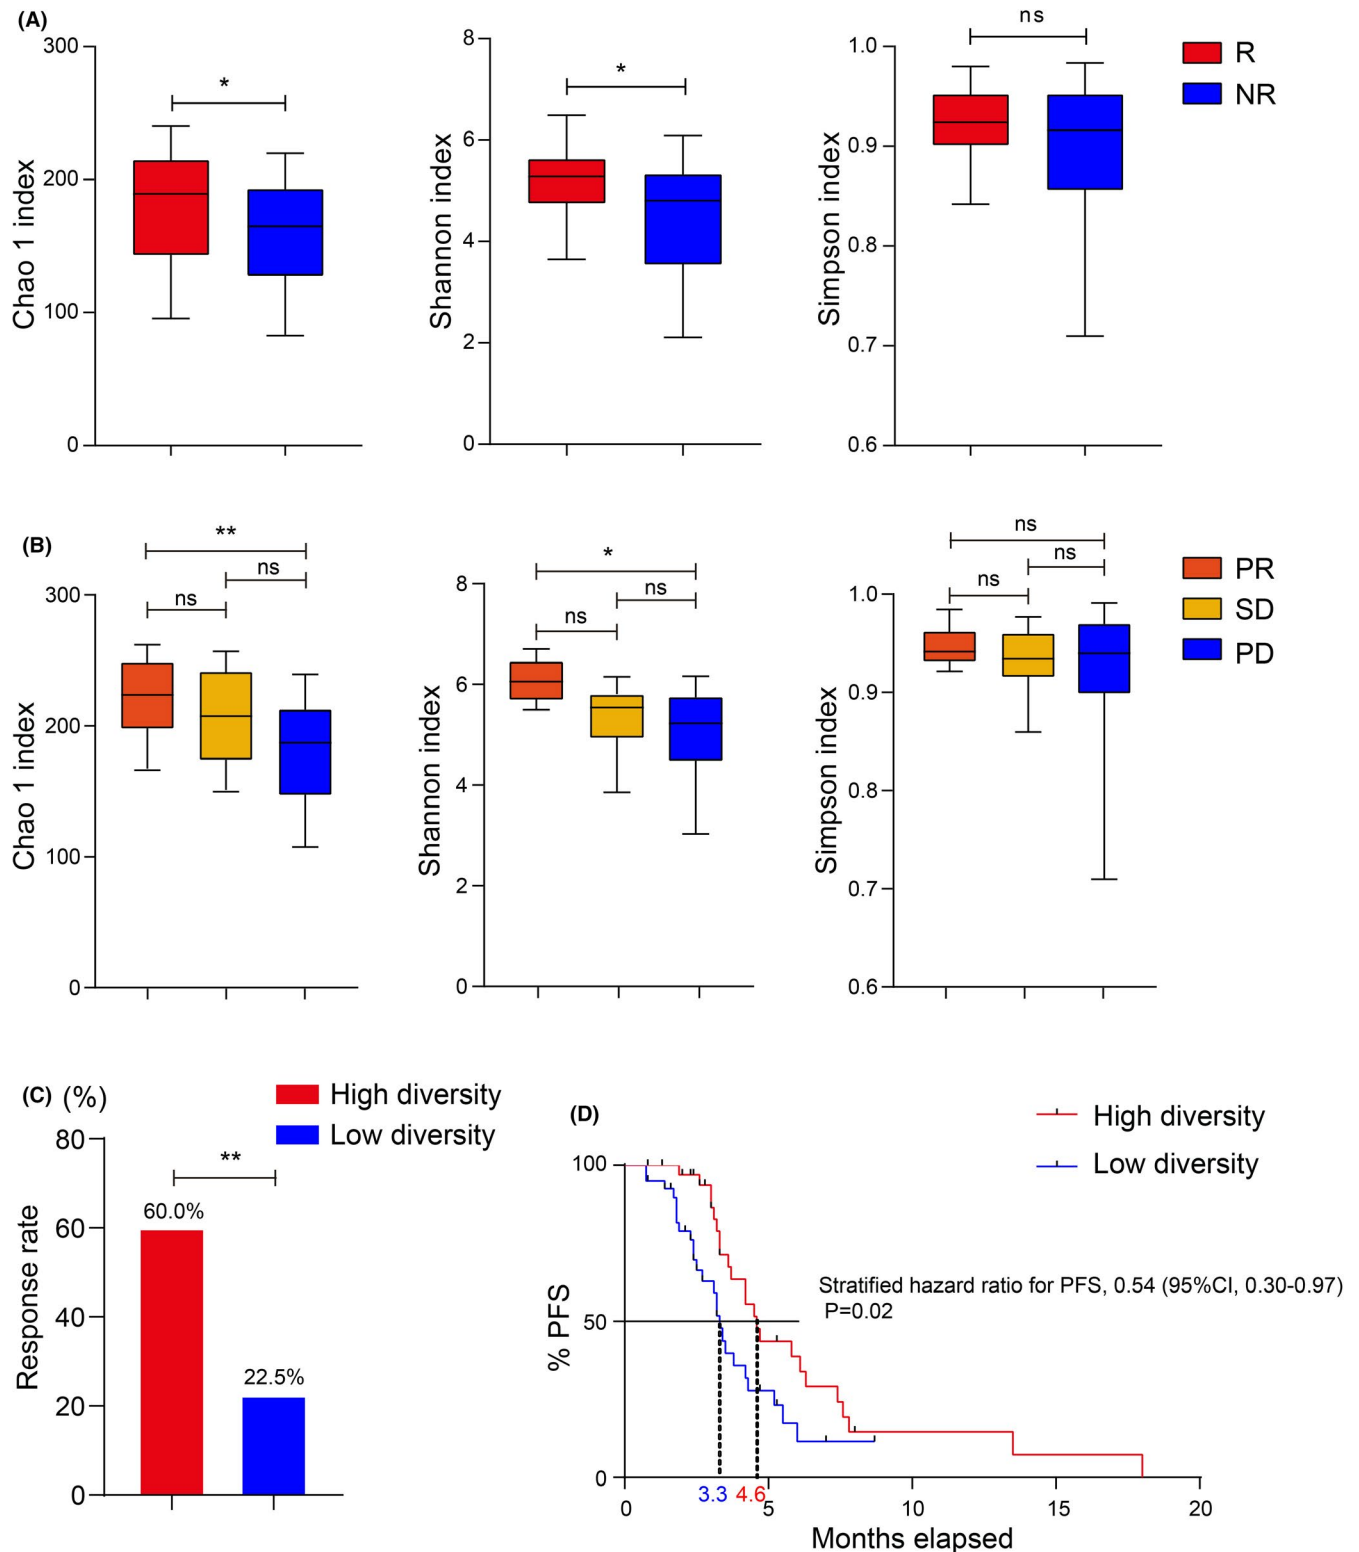 (A)
300
200
100
0
Chao 1 index
*
8
6
4
2
0
Shannon index
*
1.0
0.9
0.8
0.7
0.6
Simpson index
ns
R
NR
(B)
300
200
100
0
Chao 1 index
**
ns
ns
8
6
4
2
0
Shannon index
*
ns
ns
1.0
0.9
0.8
0.7
0.6
Simpson index
ns
ns
ns
PR
SD
PD
(C) (%)
High diversity
Low diversity
80
60
40
20
0
Response rate
**
60.0%
22.5%
(D)
High diversity
Low diversity
100
50
0
% PFS
Stratified hazard ratio for PFS, 0.54 (95%CI, 0.30-0.97)
P=0.02
3.3 4.6
0 5 10 15 20
Months elapsed